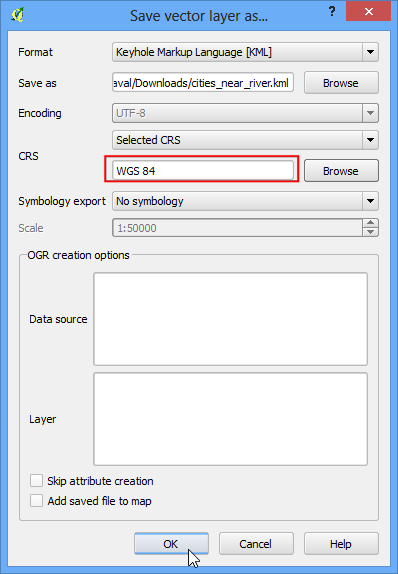 Save vector layer as...
Format Keyhole Markup Language [KML]
Save as aval/Downloads/cities_near_river.kml Browse
Encoding UTF-8
Selected CRS
CRS
WGS 84 Browse
Symbology export No symbology
Scale 1:50000
OGR creation options
Data source
Layer
Skip attribute creation
Add saved file to map
OK Cancel Help